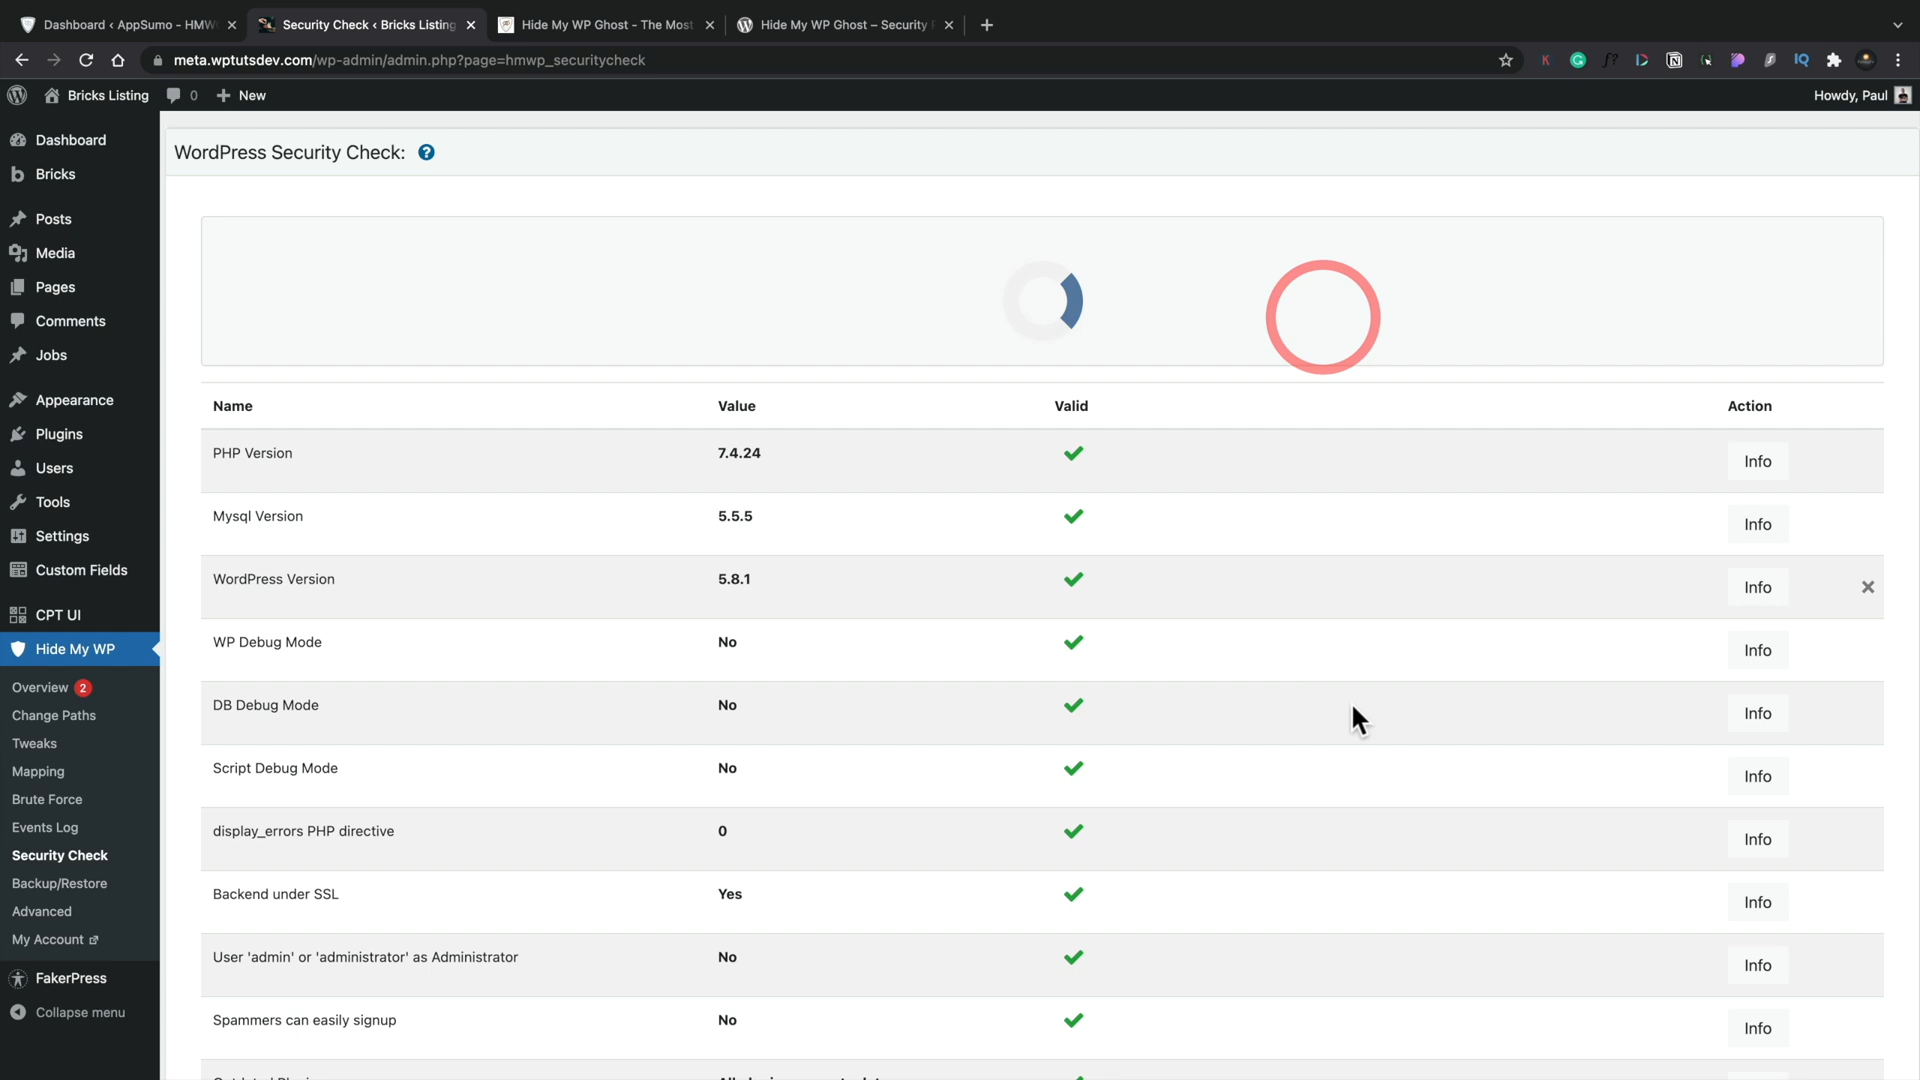 Dashboard ‹ AppSumo - HMW
Security Check ‹ Bricks Listing
Hide My WP Ghost - The Most
Hide My WP Ghost – Security
meta.wptutsdev.com/wp-admin/admin.php?page=hmwp_securitycheck
Bricks Listing
0
New
Howdy, Paul
Dashboard
Bricks
Posts
Media
Pages
Comments
Jobs
Appearance
Plugins
Users
Tools
Settings
Custom Fields
CPT UI
Hide My WP
Overview 2
Change Paths
Tweaks
Mapping
Brute Force
Events Log
Security Check
Backup/Restore
Advanced
My Account
FakerPress
Collapse menu
WordPress Security Check:
Name Value Valid Action
PHP Version 7.4.24 Info
Mysql Version 5.5.5 Info
WordPress Version 5.8.1 Info
WP Debug Mode No Info
DB Debug Mode No Info
Script Debug Mode No Info
display_errors PHP directive 0 Info
Backend under SSL Yes Info
User 'admin' or 'administrator' as Administrator No Info
Spammers can easily signup No Info